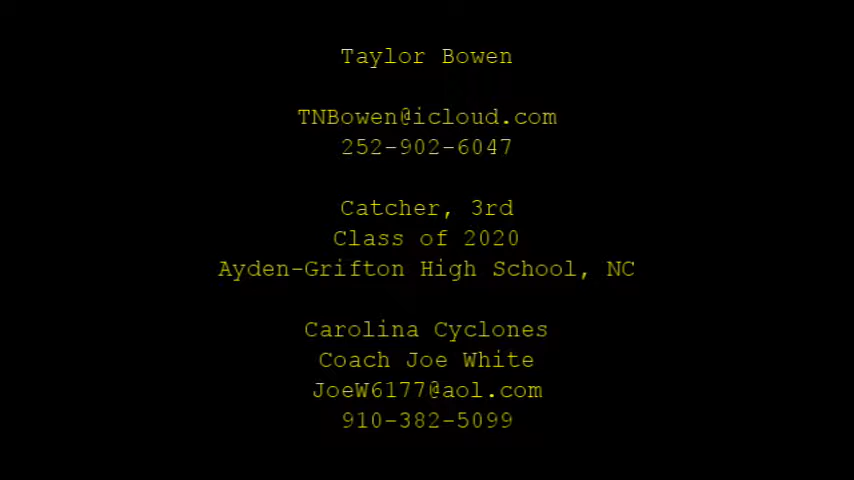 Taylor Bowen
TNBowen@icloud.com
252-902-6047
Catcher, 3rd
Class of 2020
Ayden-Grifton High School, NC
Carolina Cyclones
Coach Joe White
JoeW6177@aol.com
910-382-5099